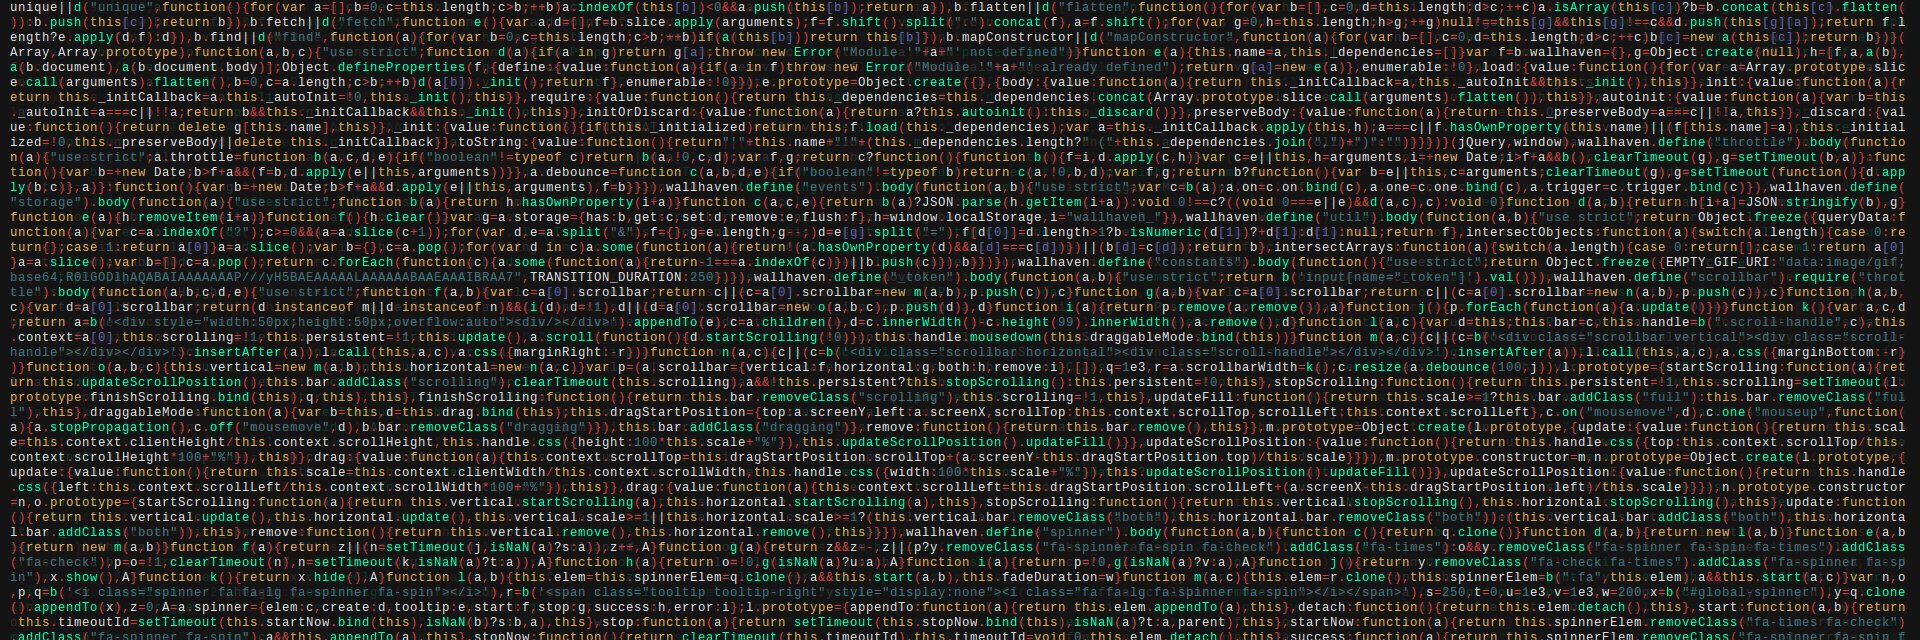 unique||d("unique",function(){for(var a=[],b=0,c=this.length;c>b;++b)a.indexOf(this[b])<0&&a.push(this[b]);return a}),b.flatten||d("flatten",function(){for(var b=[],c=0,d=this.length;d>c;++c)a.isArray(this[c])?b=b.concat(this[c].flatten(
)):b.push(this[c]);return b}),b.fetch||d("fetch",function e(){var a,d=[],f=b.slice.apply(arguments);f=f.shift().split(".").concat(f),a=f.shift();for(var g=0,h=this.length;h>g;++g)null!==this[g]&&this[g]!==c&&d.push(this[g][a]);return f.l
ength?e.apply(d,f):d}),b.find||d("find",function(a){for(var b=0,c=this.length;c>b;++b)if(a(this[b]))return this[b]}),b.mapConstructor||d("mapConstructor",function(a){for(var b=[],c=0,d=this.length;d>c;++c)b[c]=new a(this[c]);return b})}(
Array,Array.prototype),function(a,b,c){"use strict";function d(a){if(a in g)return g[a];throw new Error("Module '"+a+"' not defined")}function e(a){this.name=a,this._dependencies=[]}var f=b.wallhaven={},g=Object.create(null),h=[f,a,a(b),
a(b.document),a(b.document.body)];Object.defineProperties(f,{define:{value:function(a){if(a in f)throw new Error("Module '"+a+"' already defined");return g[a]=new e(a)},enumerable:!0},load:{value:function(){for(var a=Array.prototype.slic
e.call(arguments).flatten(),b=0,c=a.length;c>b;++b)d(a[b])._init();return f},enumerable:!0}}),e.prototype=Object.create({},{body:{value:function(a){return this._initCallback=a,this._autoInit&&this._init(),this}},init:{value:function(a){r
eturn this._initCallback=a,this._autoInit=!0,this._init(),this}},require:{value:function(){return this._dependencies=this._dependencies.concat(Array.prototype.slice.call(arguments).flatten()),this}},autoinit:{value:function(a){var b=this
._autoInit=a===c||!!a;return b&&this._initCallback&&this._init(),this}},initOrDiscard:{value:function(a){return a?this.autoinit():this._discard()}},preserveBody:{value:function(a){return this._preserveBody=a===c||!!a,this}},_discard:{val
ue:function(){return delete g[this.name],this}},_init:{value:function(){if(this._initialized)return this;f.load(this._dependencies);var a=this._initCallback.apply(this,h);a===c||f.hasOwnProperty(this.name)||(f[this.name]=a),this._initial
ized=!0,this._preserveBody||delete this._initCallback}},toString:{value:function(){return"'"+this.name+"'"+(this._dependencies.length?" ("+this._dependencies.join(",")+")":"")}}})}(jQuery,window),wallhaven.define("throttle").body(functio
n(a){"use strict";a.throttle=function b(a,c,d,e){if("boolean"!=typeof c)return b(a,!0,c,d);var f,g;return c?function(){function b(){f=i,d.apply(c,h)}var c=e||this,h=arguments,i=+new Date;i>f+a&&b(),clearTimeout(g),g=setTimeout(b,a)}:func
tion(){var b=+new Date;b>f+a&&(f=b,d.apply(e||this,arguments))}},a.debounce=function c(a,b,d,e){if("boolean"!=typeof b)return c(a,!0,b,d);var f,g;return b?function(){var b=e||this,c=arguments;clearTimeout(g),g=setTimeout(function(){d.app
ly(b,c)},a)}:function(){var g,b=+new Date;b>f+a&&d.apply(e||this,arguments),f=b}}}),wallhaven.define("events").body(function(a,b){"use strict";var c=b(a);a.on=c.on.bind(c),a.one=c.one.bind(c),a.trigger=c.trigger.bind(c)}),wallhaven.define(
"storage").body(function(a){"use strict";function b(a){return h.hasOwnProperty(i+a)}function c(a,c,e){return b(a)?JSON.parse(h.getItem(i+a)):void 0!==c?((void 0===e||e)&&d(a,c),c):void 0}function d(a,b){return h[i+a]=JSON.stringify(b),g}
function e(a){h.removeItem(i+a)}function f(){h.clear()}var g=a.storage={has:b,get:c,set:d,remove:e,flush:f},h=window.localStorage,i="wallhaven_"}),wallhaven.define("util").body(function(a,b){"use strict";return Object.freeze({queryData:f
unction(a){var c=a.indexOf("?");c>=0&&(a=a.slice(c+1));for(var d,e=a.split("&"),f={},g=e.length;g--;)d=e[g].split("="),f[d[0]]=d.length>1?b.isNumeric(d[1])?+d[1]:d[1]:null;return f},intersectObjects:function(a){switch(a.length){case 0:re
turn{};case 1:return a[0]}a=a.slice();var b={},c=a.pop();for(var d in c)a.some(function(a){return!(a.hasOwnProperty(d)&&a[d]===c[d])})||(b[d]=c[d]);return b},intersectArrays:function(a){switch(a.length){case 0:return[];case 1:return a[0]
}a=a.slice();var b=[],c=a.pop();return c.forEach(function(c){a.some(function(a){return-1===a.indexOf(c)})||b.push(c)}),b}})}),wallhaven.define("constants").body(function(){"use strict";return Object.freeze({EMPTY_GIF_URI:"data:image/gif;
base64,R0lGODlhAQABAIAAAAAAAP///yH5BAEAAAAALAAAAAABAAEAAAIBRAA7",TRANSITION_DURATION:250})}),wallhaven.define("_token").body(function(a,b){"use strict";return b('input[name="_token"]').val()}),wallhaven.define("scrollbar").require("throt
tle").body(function(a,b,c,d,e){"use strict";function f(a,b){var c=a[0].scrollbar;return c||(c=a[0].scrollbar=new m(a,b),p.push(c)),c}function g(a,b){var c=a[0].scrollbar;return c||(c=a[0].scrollbar=new n(a,b),p.push(c)),c}function h(a,b,
c){var d=a[0].scrollbar;return(d instanceof m||d instanceof n)&&(i(d),d=!1),d||(d=a[0].scrollbar=new o(a,b,c),p.push(d)),d}function i(a){return p.remove(a.remove()),a}function j(){p.forEach(function(a){a.update()})}function k(){var a,c,d
;return a=b('<div style="width:50px;height:50px;overflow:auto"><div/></div>').appendTo(e),c=a.children(),d=c.innerWidth()-c.height(99).innerWidth(),a.remove(),d}function l(a,c){var d=this;this.bar=c,this.handle=b(".scroll-handle",c),this
.context=a[0],this.scrolling=!1,this.persistent=!1,this.update(),a.scroll(function(){d.startScrolling(!0)}),this.handle.mousedown(this.draggableMode.bind(this))}function m(a,c){c||(c=b('<div class="scrollbar vertical"><div class="scroll-
handle"></div></div>').insertAfter(a)),l.call(this,a,c),a.css({marginRight:-r})}function n(a,c){c||(c=b('<div class="scrollbar horizontal"><div class="scroll-handle"></div></div>').insertAfter(a)),l.call(this,a,c),a.css({marginBottom:-r}
)}function o(a,b,c){this.vertical=new m(a,b),this.horizontal=new n(a,c)}var p=(a.scrollbar={vertical:f,horizontal:g,both:h,remove:i},[]),q=1e3,r=a.scrollbarWidth=k();c.resize(a.debounce(100,j)),l.prototype={startScrolling:function(a){ret
urn this.updateScrollPosition(),this.bar.addClass("scrolling"),clearTimeout(this.scrolling),a&&!this.persistent?this.stopScrolling():this.persistent=!0,this},stopScrolling:function(){return this.persistent=!1,this.scrolling=setTimeout(l.
prototype.finishScrolling.bind(this),q,this),this},finishScrolling:function(){return this.bar.removeClass("scrolling"),this.scrolling=!1,this},updateFill:function(){return this.scale>=1?this.bar.addClass("full"):this.bar.removeClass("ful
l"),this},draggableMode:function(a){var b=this,d=this.drag.bind(this);this.dragStartPosition={top:a.screenY,left:a.screenX,scrollTop:this.context.scrollTop,scrollLeft:this.context.scrollLeft},c.on("mousemove",d),c.one("mouseup",function(
a){a.stopPropagation(),c.off("mousemove",d),b.bar.removeClass("dragging")}),this.bar.addClass("dragging")},remove:function(){return this.bar.remove(),this}},m.prototype=Object.create(l.prototype,{update:{value:function(){return this.scal
e=this.context.clientHeight/this.context.scrollHeight,this.handle.css({height:100*this.scale+"%"}),this.updateScrollPosition().updateFill()}},updateScrollPosition:{value:function(){return this.handle.css({top:this.context.scrollTop/this.
context.scrollHeight*100+"%"}),this}},drag:{value:function(a){this.context.scrollTop=this.dragStartPosition.scrollTop+(a.screenY-this.dragStartPosition.top)/this.scale}}}),m.prototype.constructor=m,n.prototype=Object.create(l.prototype,{
update:{value:function(){return this.scale=this.context.clientWidth/this.context.scrollWidth,this.handle.css({width:100*this.scale+"%"}),this.updateScrollPosition().updateFill()}},updateScrollPosition:{value:function(){return this.handle
.css({left:this.context.scrollLeft/this.context.scrollWidth*100+"%"}),this}},drag:{value:function(a){this.context.scrollLeft=this.dragStartPosition.scrollLeft+(a.screenX-this.dragStartPosition.left)/this.scale}}}),n.prototype.constructor
=n,o.prototype={startScrolling:function(a){return this.vertical.startScrolling(a),this.horizontal.startScrolling(a),this},stopScrolling:function(){return this.vertical.stopScrolling(),this.horizontal.stopScrolling(),this},update:function
(){return this.vertical.update(),this.horizontal.update(),this.vertical.scale>=1||this.horizontal.scale>=1?(this.vertical.bar.removeClass("both"),this.horizontal.bar.removeClass("both")):(this.vertical.bar.addClass("both"),this.horizonta
l.bar.addClass("both")),this},remove:function(){return this.vertical.remove(),this.horizontal.remove(),this}}}),wallhaven.define("spinner").body(function(a,b){function c(){return q.clone()}function d(a,b){return new l(a,b)}function e(a,b
){return new m(a,b)}function f(a){return z||(n=setTimeout(j,isNaN(a)?s:a)),z++,A}function g(a){return z&&z--,z||(p?y.removeClass("fa-spinner fa-spin fa-check").addClass("fa-times"):o&&y.removeClass("fa-spinner fa-spin fa-times").addClass
("fa-check"),p=o=!1,clearTimeout(n),n=setTimeout(k,isNaN(a)?t:a)),A}function h(a){return o=!0,g(isNaN(a)?u:a)}function i(a){return p=!0,g(isNaN(a)?v:a)}function j(){return y.removeClass("fa-check fa-times").addClass("fa-spinner fa-sp
in"),x.show(),A}function k(){return x.hide(),A}function l(a,b){this.elem=this.spinnerElem=q.clone(),a&&this.start(a,b),this.fadeDuration=w}function m(a,c){this.elem=r.clone(),this.spinnerElem=b(".fa",this.elem),a&&this.start(a,c)}var n,o
,p,q=b('<i class="spinner fa fa-lg fa-spinner fa-spin"></i>'),r=b('<span class="tooltip tooltip-right" style="display:none"><i class="fa fa-lg fa-spinner fa-spin"></i></span>'),s=250,t=0,u=1e3,v=1e3,w=200,x=b("#global-spinner"),y=q.clone
().appendTo(x),z=0,A=a.spinner={elem:c,create:d,tooltip:e,start:f,stop:g,success:h,error:i};l.prototype={appendTo:function(a){return this.elem.appendTo(a),this},detach:function(){return this.elem.detach(),this},start:function(a,b){return
this.timeoutId=setTimeout(this.startNow.bind(this),isNaN(b)?s:b,a),this},stop:function(a){return setTimeout(this.stopNow.bind(this),isNaN(a)?t:a,parent),this},startNow:function(a){return this.spinnerElem.removeClass("fa-times fa-check")
.addClass("fa-spinner fa-spin"),a&&this.appendTo(a),this},stopNow:function(){return clearTimeout(this.timeoutId),this.timeoutId=void 0,this.elem.detach(),this},success:function(a){return this.spinnerElem.removeClass("fa-spinner fa-spin f